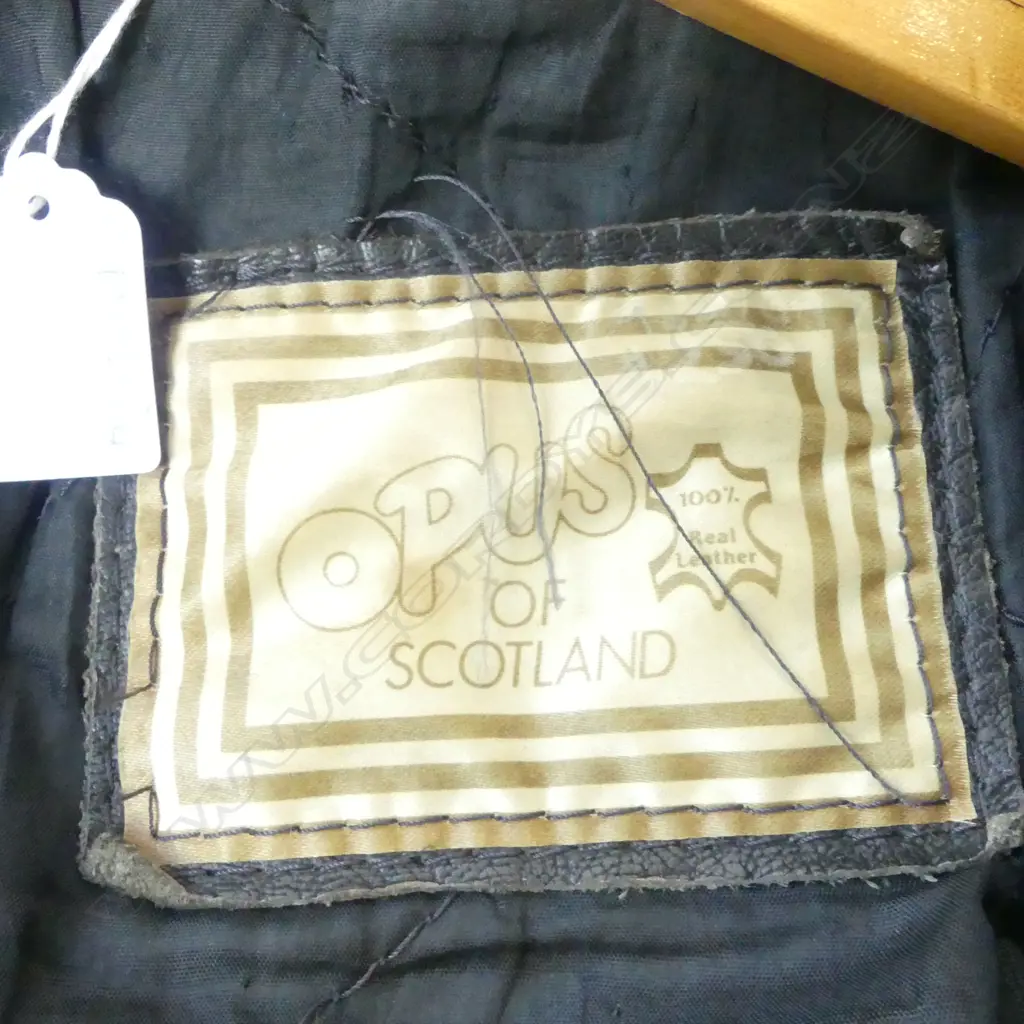 OPUS
OF
SCOTLAND
100%
Real
Leather